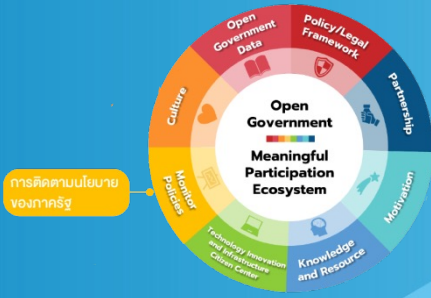 Open
Government
Data
Policy/Legal
Framework
Partnership
Motivation
Knowledge
and Resource
Technology Innovation
and Infrastructure
Citizen Center
Monitor
Policies
Culture
Open
Government
Meaningful
Participation
Ecosystem
การติดตามนโยบาย
ของภาครัฐ